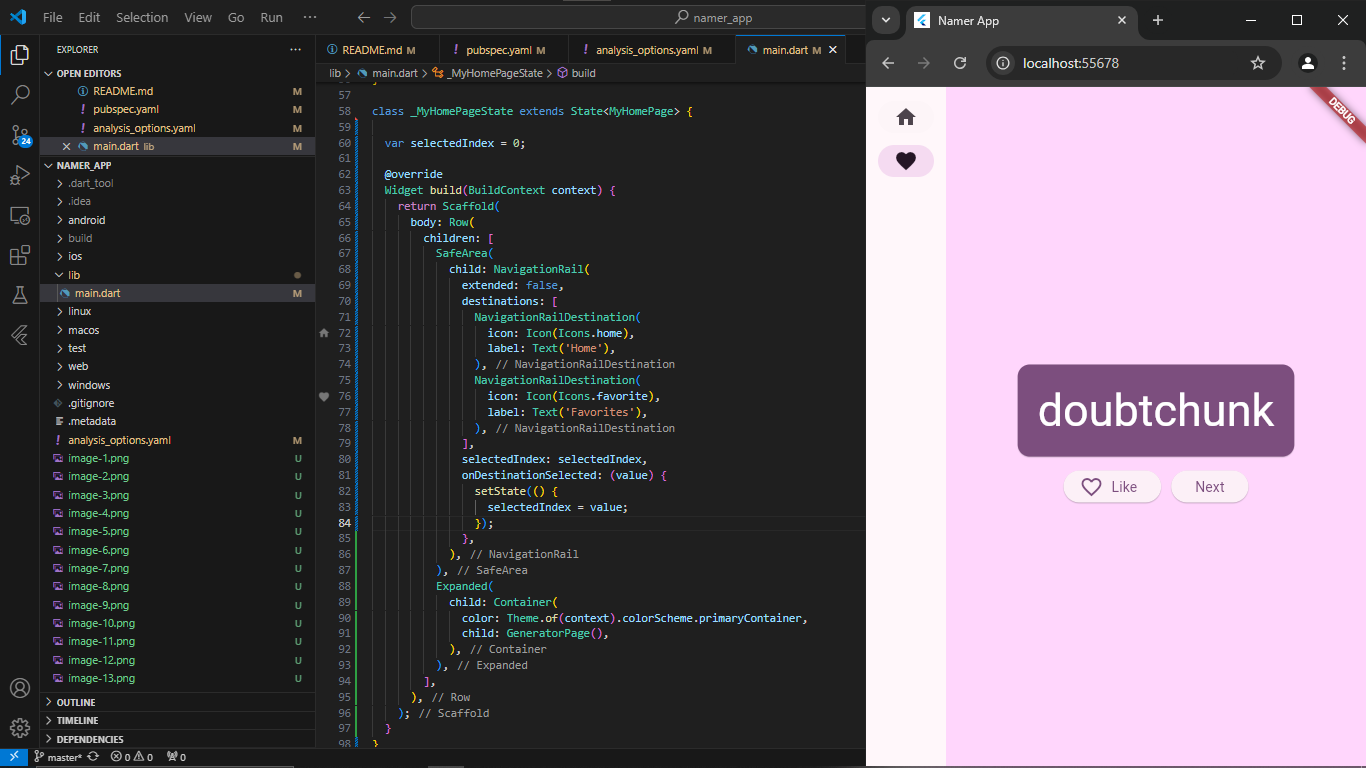 File Edit Selection View Go Run ···
namer_app
EXPLORER
OPEN EDITORS
README.md M
pubspec.yaml M
analysis_options.yaml M
main.dart lib M
NAMER_APP
.dart_tool
.idea
android
build
ios
lib
main.dart M
linux
macos
test
web
windows
.gitignore
.metadata
analysis_options.yaml M
image-1.png U
image-2.png U
image-3.png U
image-4.png U
image-5.png U
image-6.png U
image-7.png U
image-8.png U
image-9.png U
image-10.png U
image-11.png U
image-12.png U
image-13.png U
OUTLINE
TIMELINE
DEPENDENCIES
24
README.md M
pubspec.yaml M
analysis_options.yaml M
main.dart M
lib > main.dart > _MyHomePageState > build
57
58 class _MyHomePageState extends State<MyHomePage> {
59
60 var selectedIndex = 0;
61
62 @override
63 Widget build(BuildContext context) {
64 return Scaffold(
65 body: Row(
66 children: [
67 SafeArea(
68 child: NavigationRail(
69 extended: false,
70 destinations: [
71 NavigationRailDestination(
72 icon: Icon(Icons.home),
73 label: Text('Home'),
74 ), // NavigationRailDestination
75 NavigationRailDestination(
76 icon: Icon(Icons.favorite),
77 label: Text('Favorites'),
78 ), // NavigationRailDestination
79 ],
80 selectedIndex: selectedIndex,
81 onDestinationSelected: (value) {
82 setState(() {
83 selectedIndex = value;
84 });
85 },
86 ), // NavigationRail
87 ), // SafeArea
88 Expanded(
89 child: Container(
90 color: Theme.of(context).colorScheme.primaryContainer,
91 child: GeneratorPage(),
92 ), // Container
93 ), // Expanded
94 ],
95 ), // Row
96 ); // Scaffold
97 }
98 }
master* 0 0 0
Namer App
localhost:55678
DEBUG
doubtchunk
Like
Next